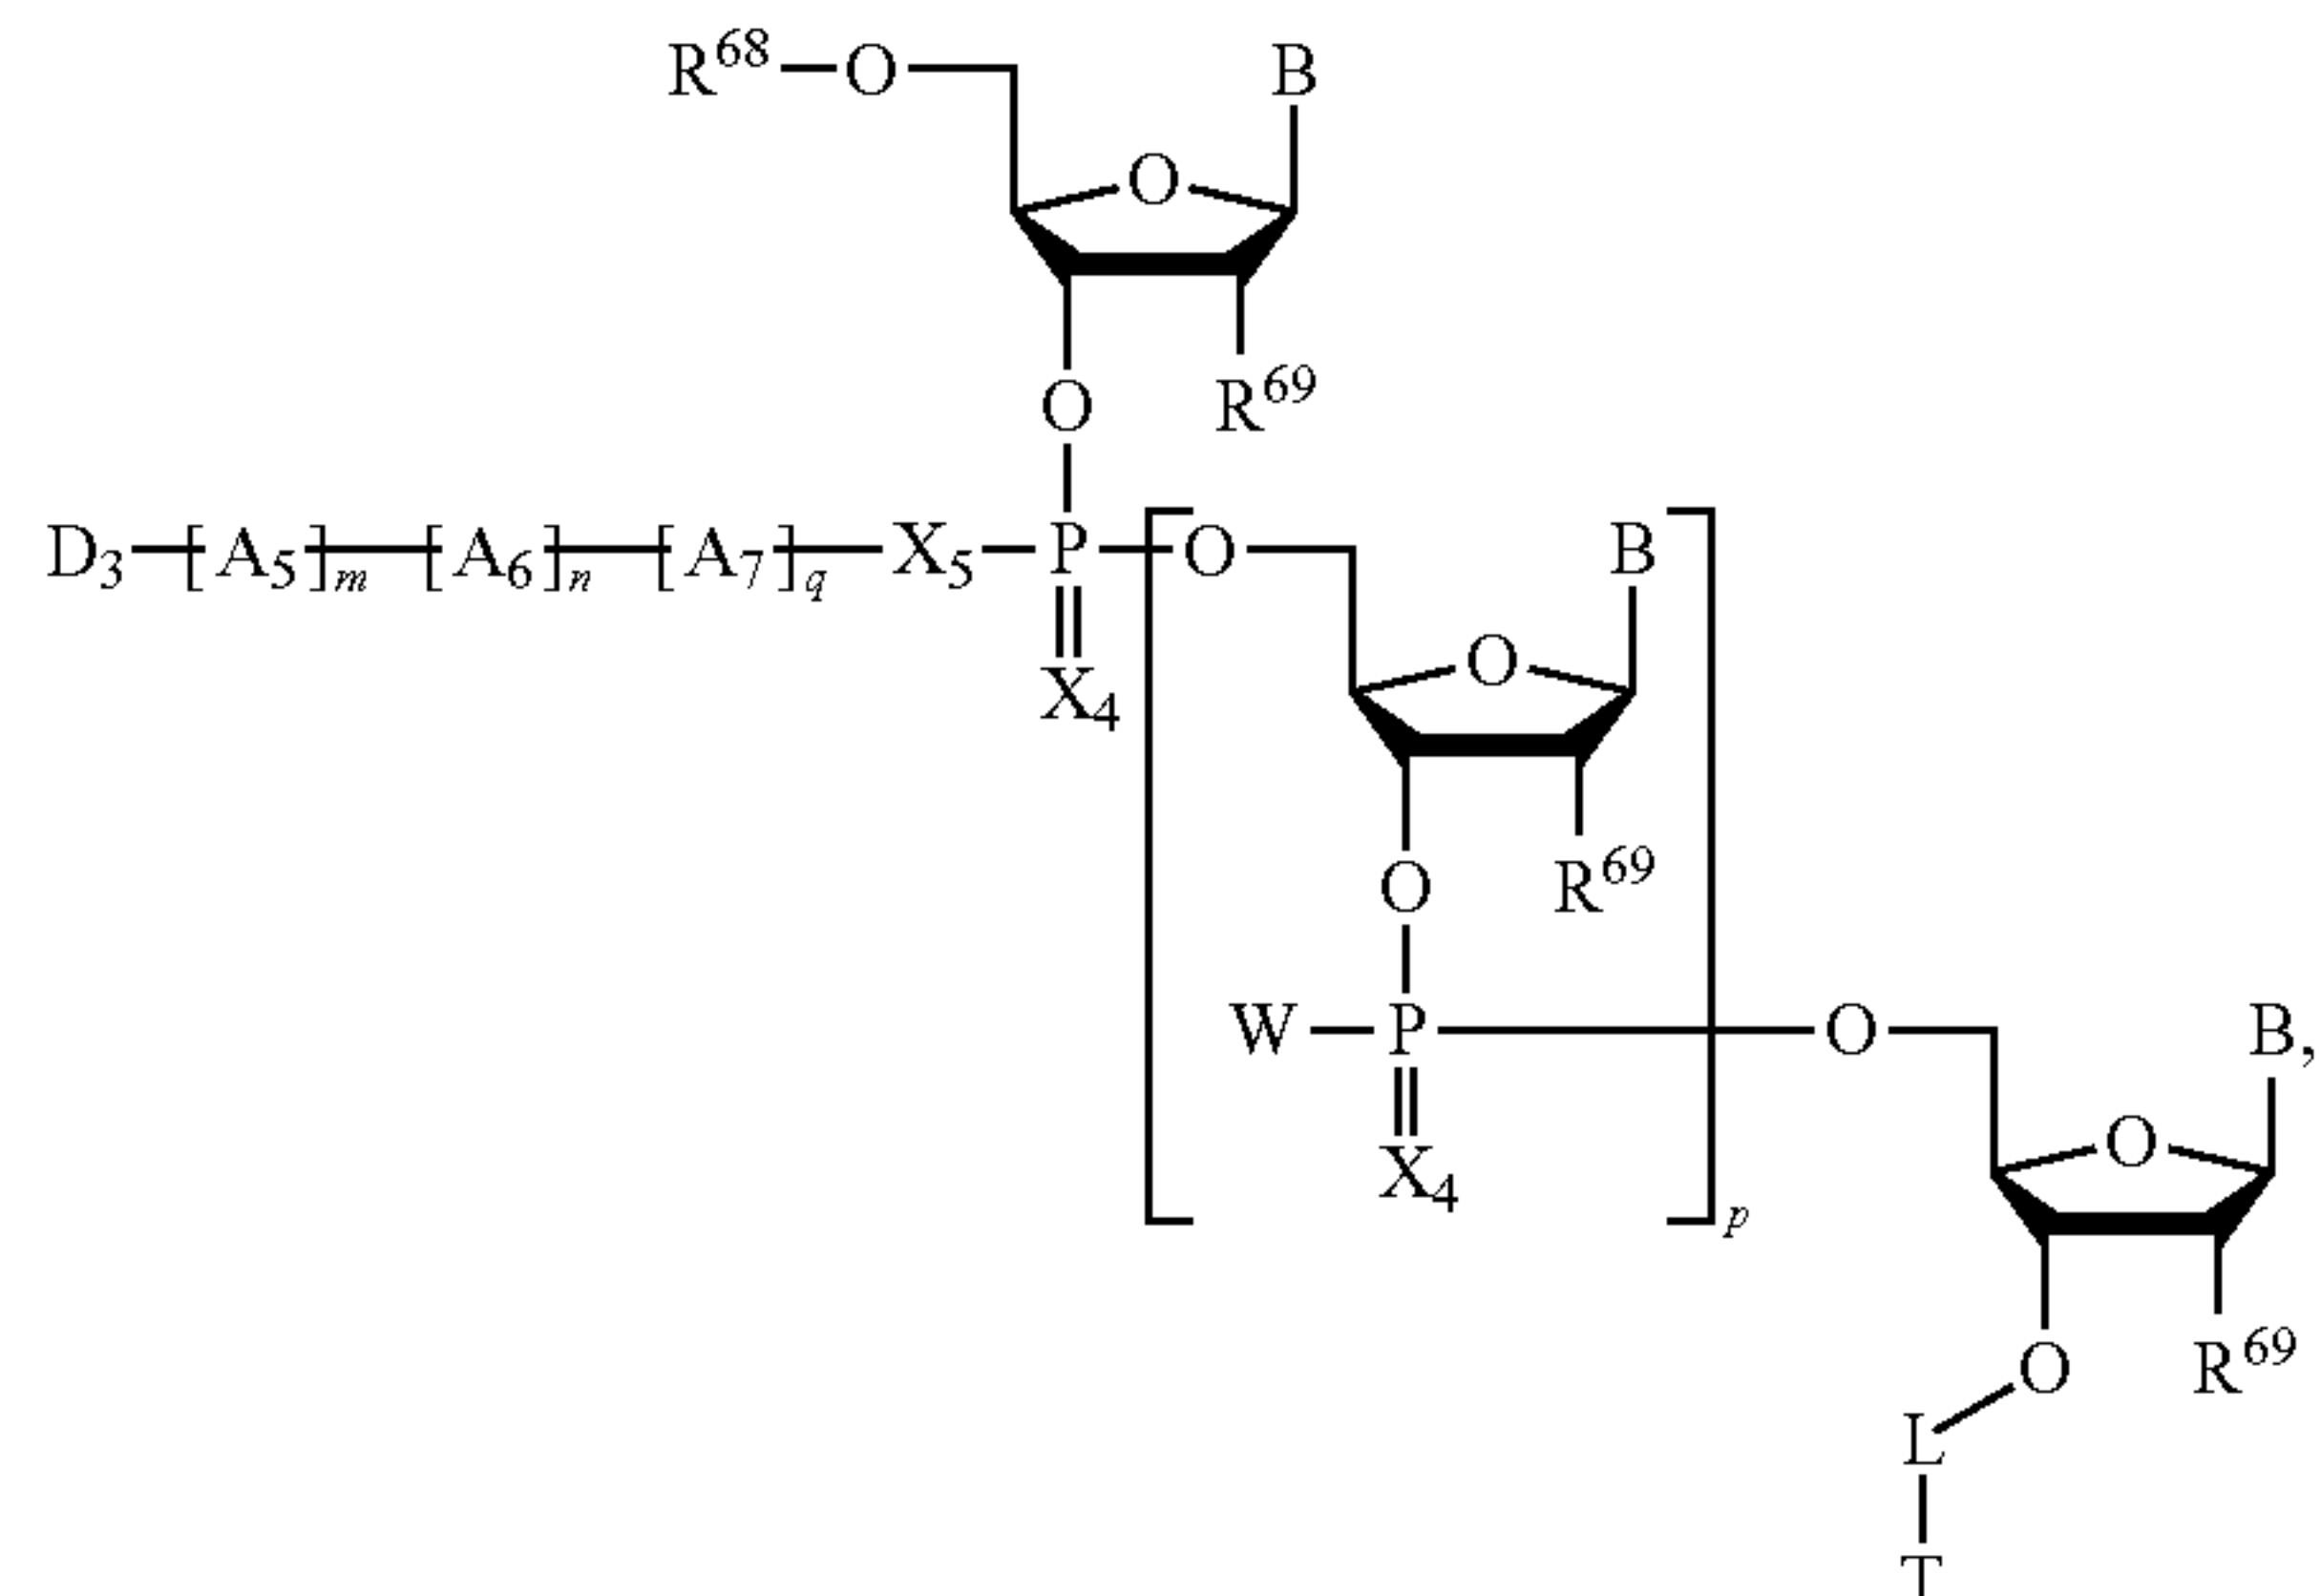 R⁶⁸—O B
O
O R⁶⁹
D₃—[A₅]ₘ—[A₆]ₙ—[A₇]q—X₅—P—O B
X₄ O
O R⁶⁹
W—P—O B,
X₄ O
p
O R⁶⁹
L
T